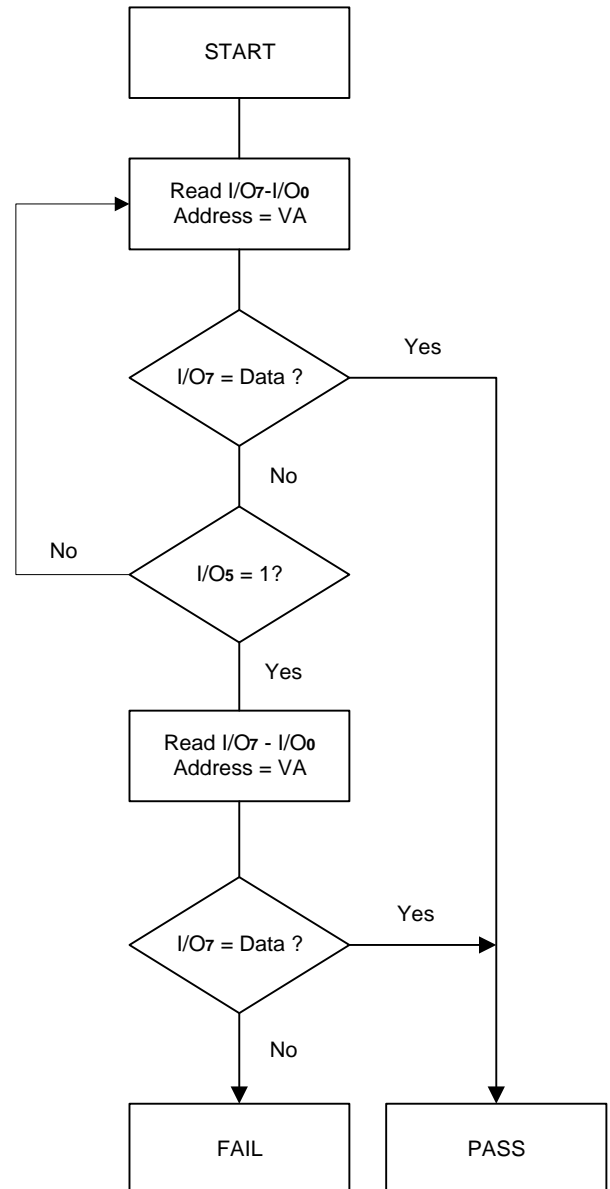 START
Read I/O7-I/O0
Address = VA
I/O7 = Data ?
Yes
No
I/O5 = 1?
No
Yes
Read I/O7 - I/O0
Address = VA
I/O7 = Data ?
Yes
No
FAIL
PASS